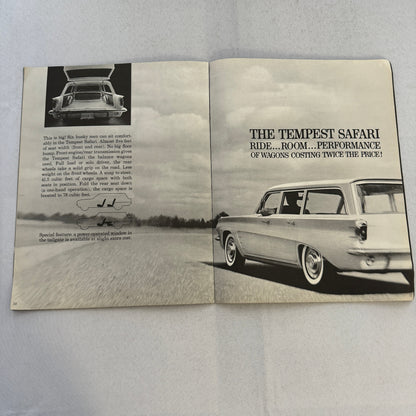 This is big! Six husky men can sit comfort-
ably in the Tempest Safari. Almost five feet
of seat width (front and rear). No big floor
hump. Front engine/rear transmission gives
the Tempest Safari the balance wagons
need. Full load or solo driver, the rear
wheels take a solid grip on the road. Less
weight on the front wheels. A snap to steer.
cubic feet of cargo space with both
seats in position. Fold the rear seat down
(a one-hand operation), the cargo space is
boosted to 76 cubic feet.
Special feature: a power-operated window in
the tailgate is available at slight extra cost.
THE TEMPEST SAFARI
RIDE...ROOM...PERFORMANCE
OF WAGONS COSTING TWICE THE PRICE!